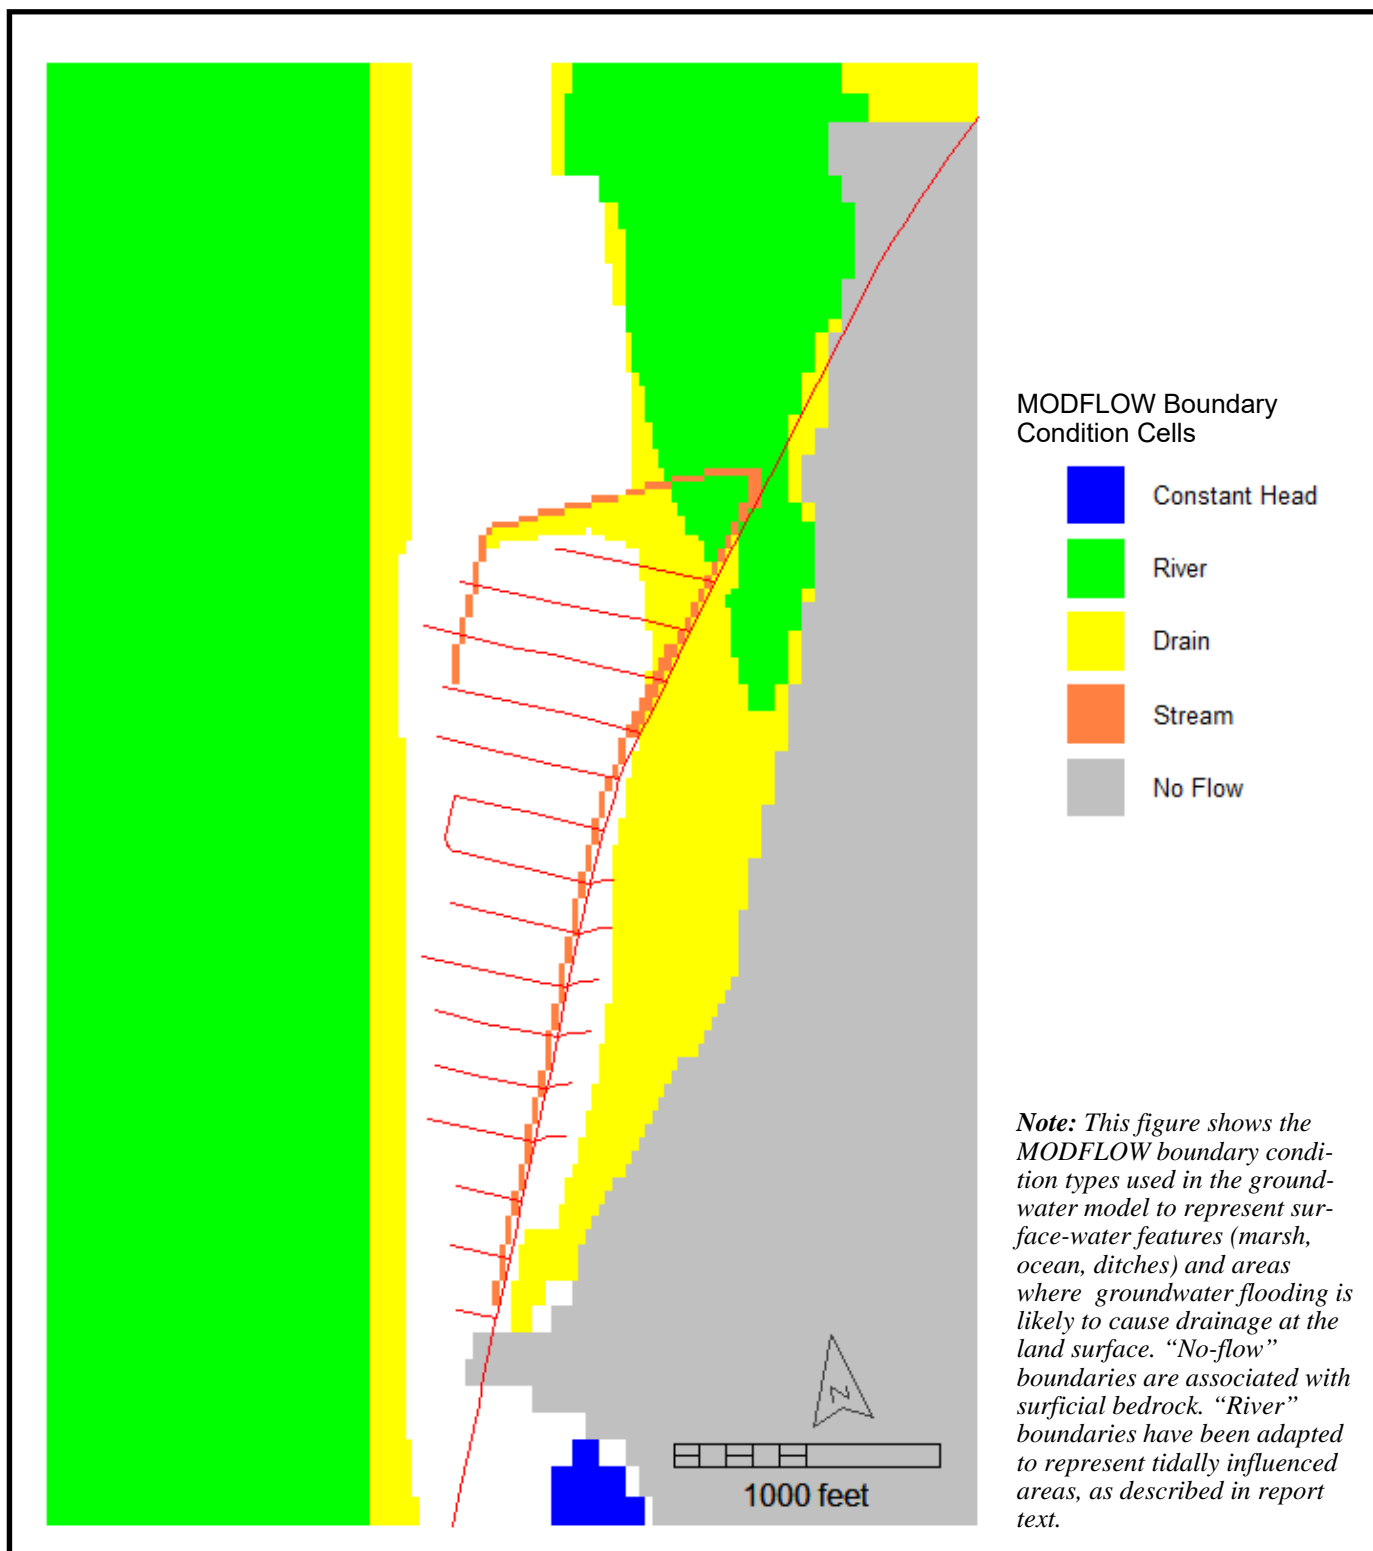 MODFLOW Boundary
Condition Cells
Constant Head
River
Drain
Stream
No Flow
Note: This figure shows the
MODFLOW boundary condi-
tion types used in the ground-
water model to represent sur-
face-water features (marsh,
ocean, ditches) and areas
where groundwater flooding is
likely to cause drainage at the
land surface. “No-flow”
boundaries are associated with
surficial bedrock. “River”
boundaries have been adapted
to represent tidally influenced
areas, as described in report
text.
N
1000 feet